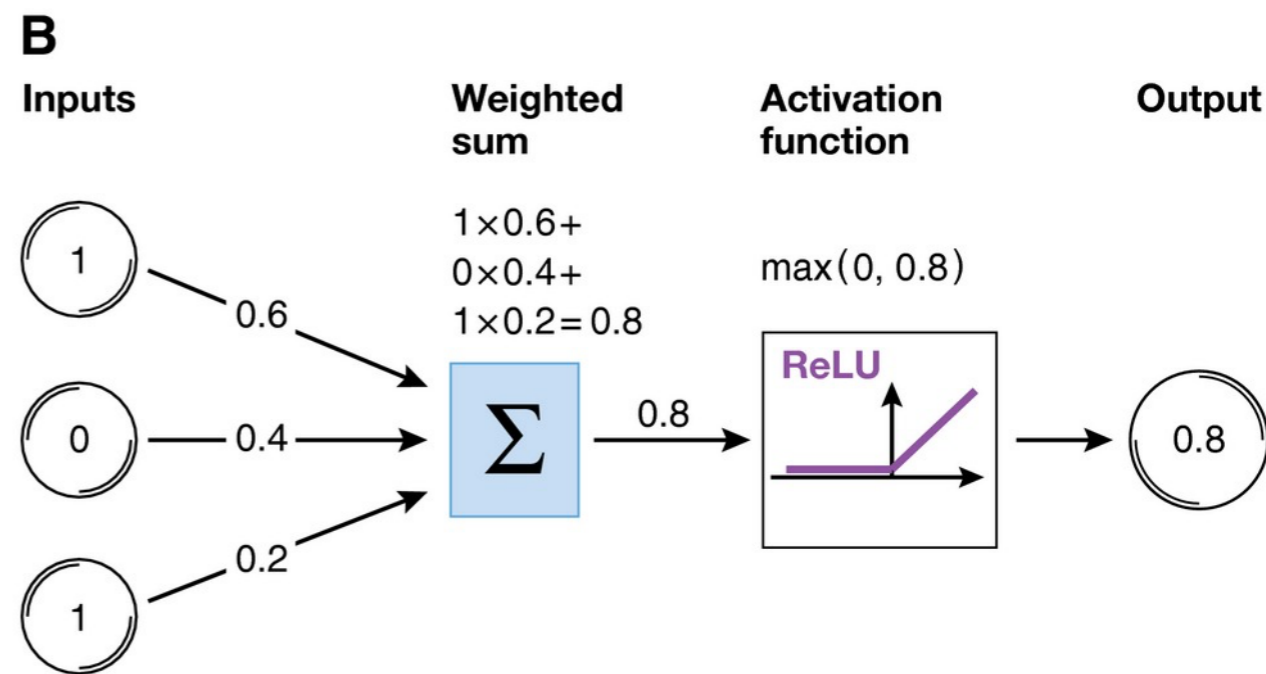 B
Inputs
Weighted
sum
Activation
function
Output
1×0.6+
0×0.4+
1×0.2=0.8
max(0, 0.8)
1
0.6
0
0.4
1
0.2
Σ
0.8
ReLU
0.8